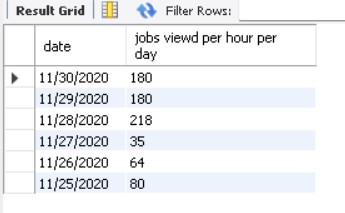 Result Grid Filter Rows:
date jobs viewd per hour per
day
11/30/2020 180
11/29/2020 180
11/28/2020 218
11/27/2020 35
11/26/2020 64
11/25/2020 80